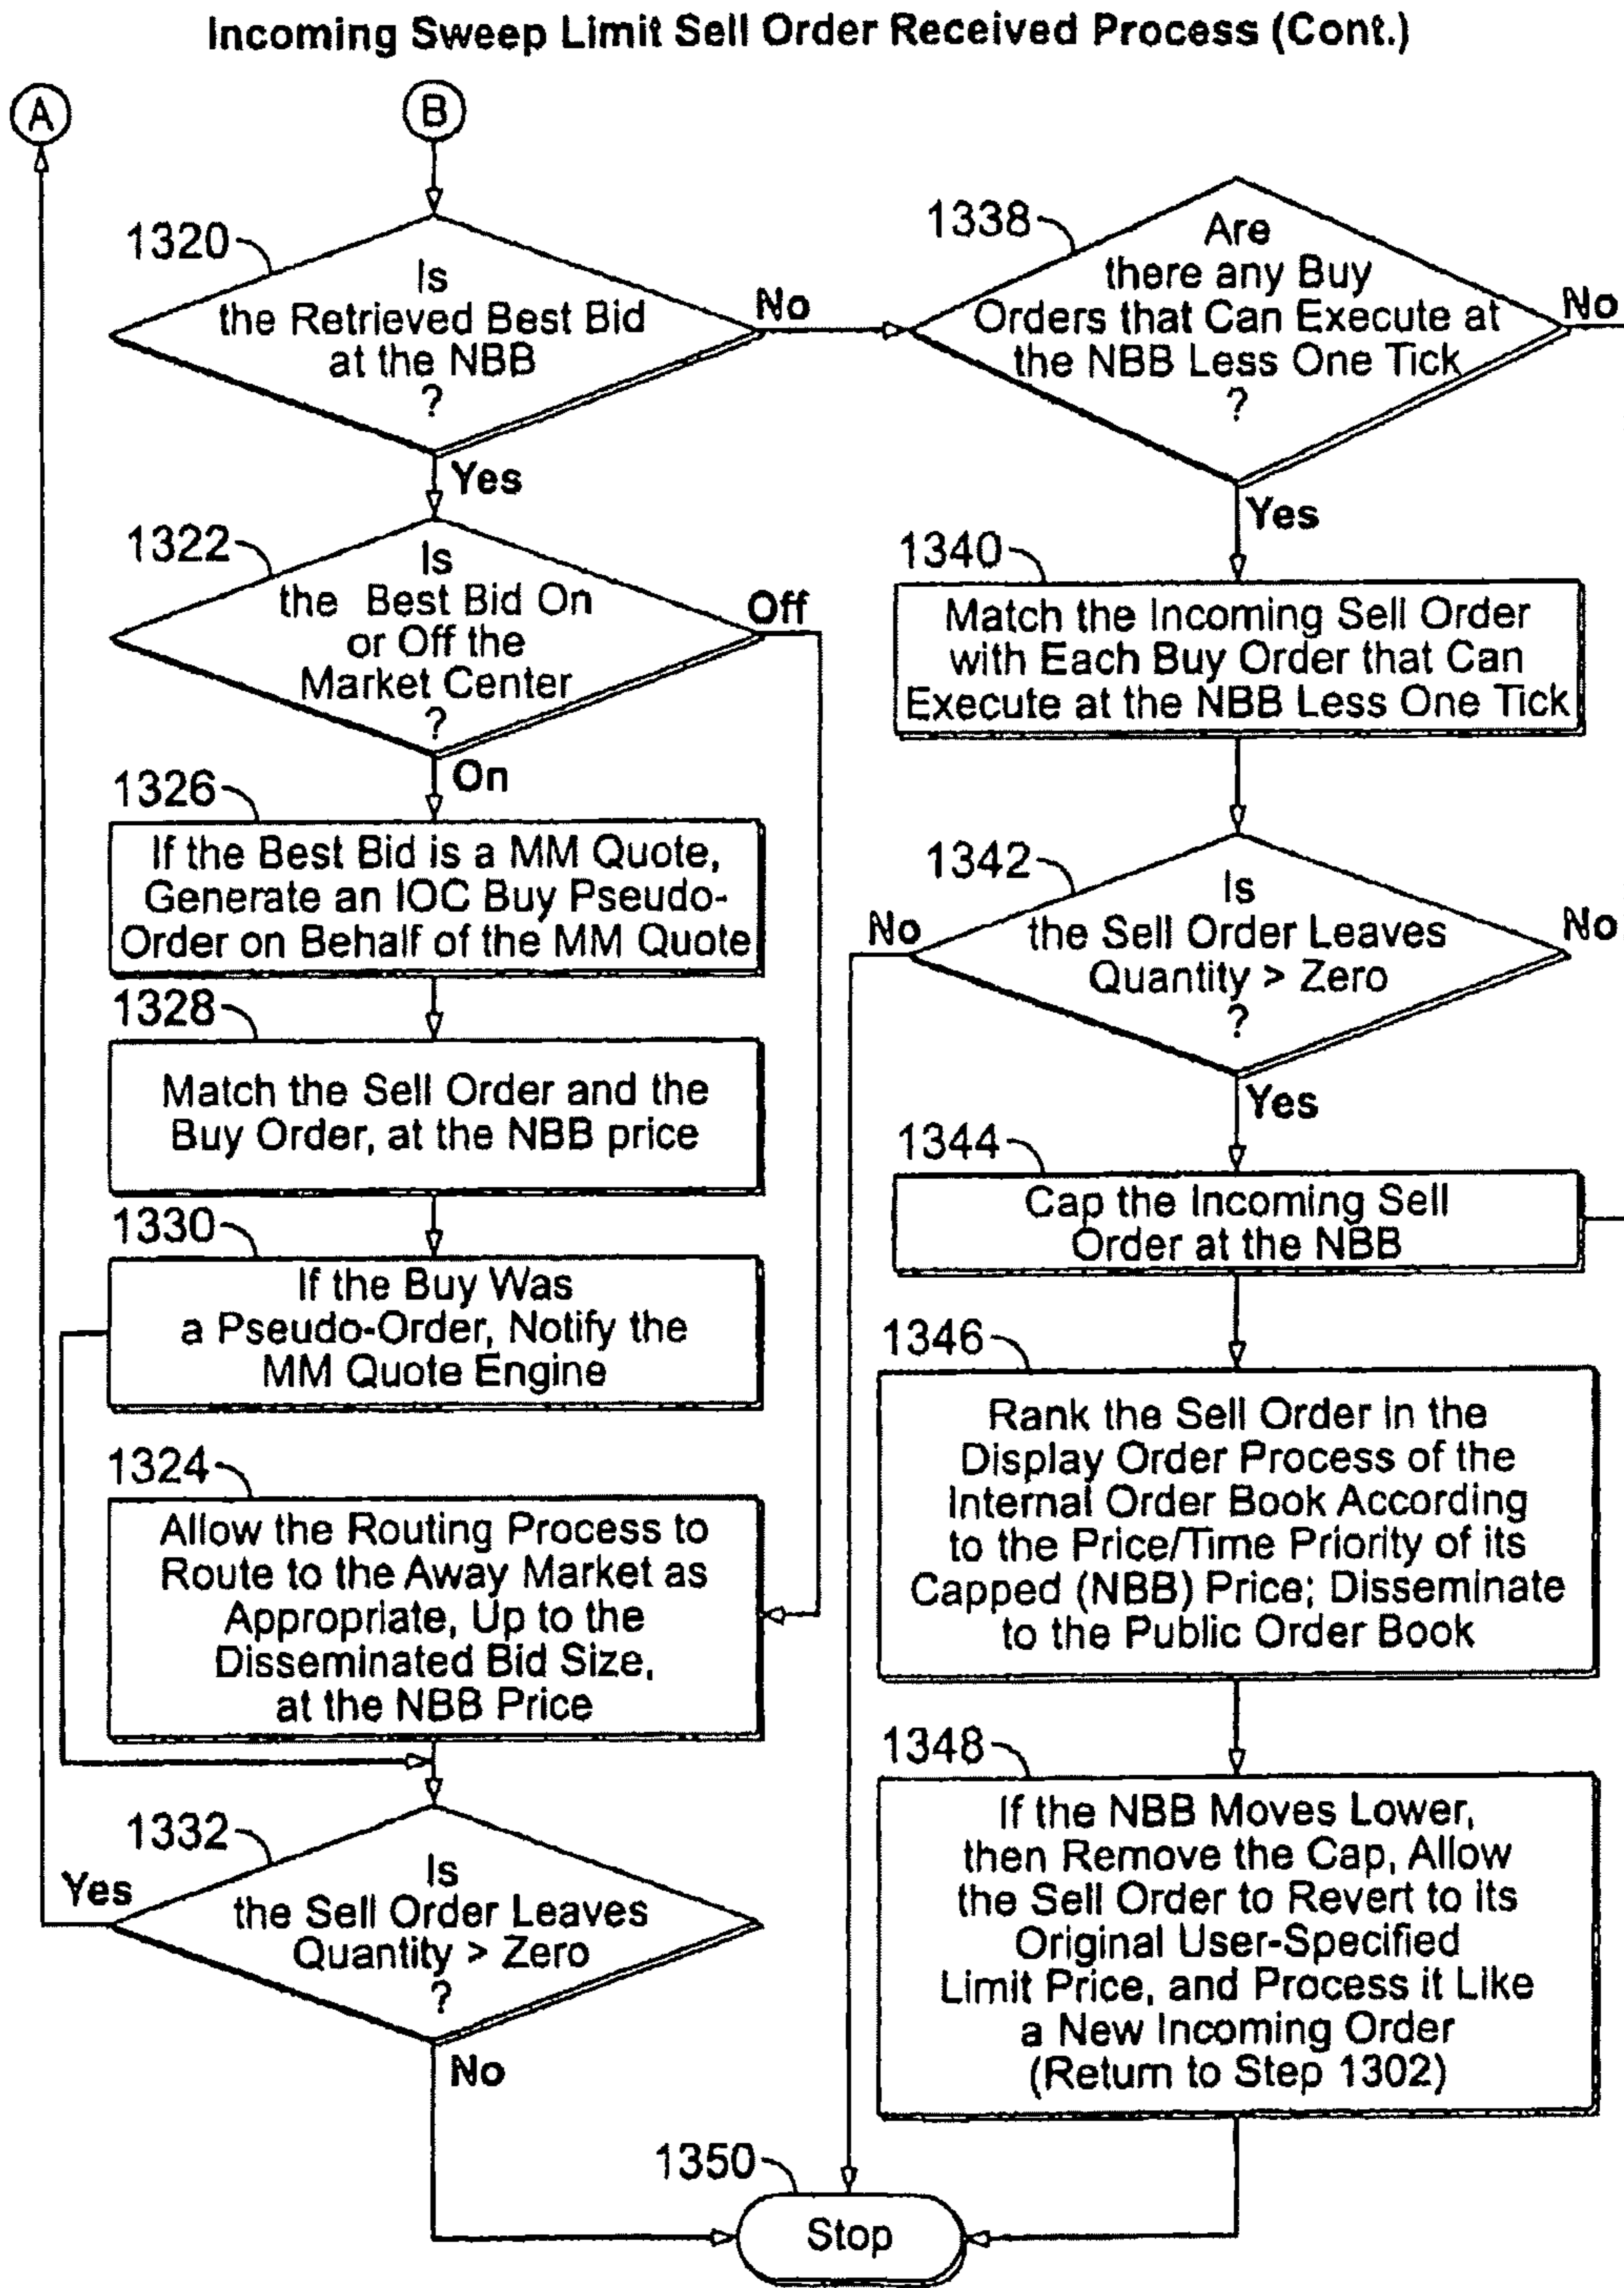 Incoming Sweep Limit Sell Order Received Process (Cont.)
A
B
1320
Is
the Retrieved Best Bid
at the NBB
?
No
Yes
1322
Is
the Best Bid On
or Off the
Market Center
?
Off
On
1326
If the Best Bid is a MM Quote,
Generate an IOC Buy Pseudo-
Order on Behalf of the MM Quote
1328
Match the Sell Order and the
Buy Order, at the NBB price
1330
If the Buy Was
a Pseudo-Order, Notify the
MM Quote Engine
1324
Allow the Routing Process to
Route to the Away Market as
Appropriate, Up to the
Disseminated Bid Size,
at the NBB Price
1332
Yes
Is
the Sell Order Leaves
Quantity > Zero
?
No
1338
Are
there any Buy
Orders that Can Execute at
the NBB Less One Tick
?
No
Yes
1340
Match the Incoming Sell Order
with Each Buy Order that Can
Execute at the NBB Less One Tick
1342
No
Is
the Sell Order Leaves
Quantity > Zero
?
No
Yes
1344
Cap the Incoming Sell
Order at the NBB
1346
Rank the Sell Order in the
Display Order Process of the
Internal Order Book According
to the Price/Time Priority of its
Capped (NBB) Price; Disseminate
to the Public Order Book
1348
If the NBB Moves Lower,
then Remove the Cap, Allow
the Sell Order to Revert to its
Original User-Specified
Limit Price, and Process it Like
a New Incoming Order
(Return to Step 1302)
1350
Stop